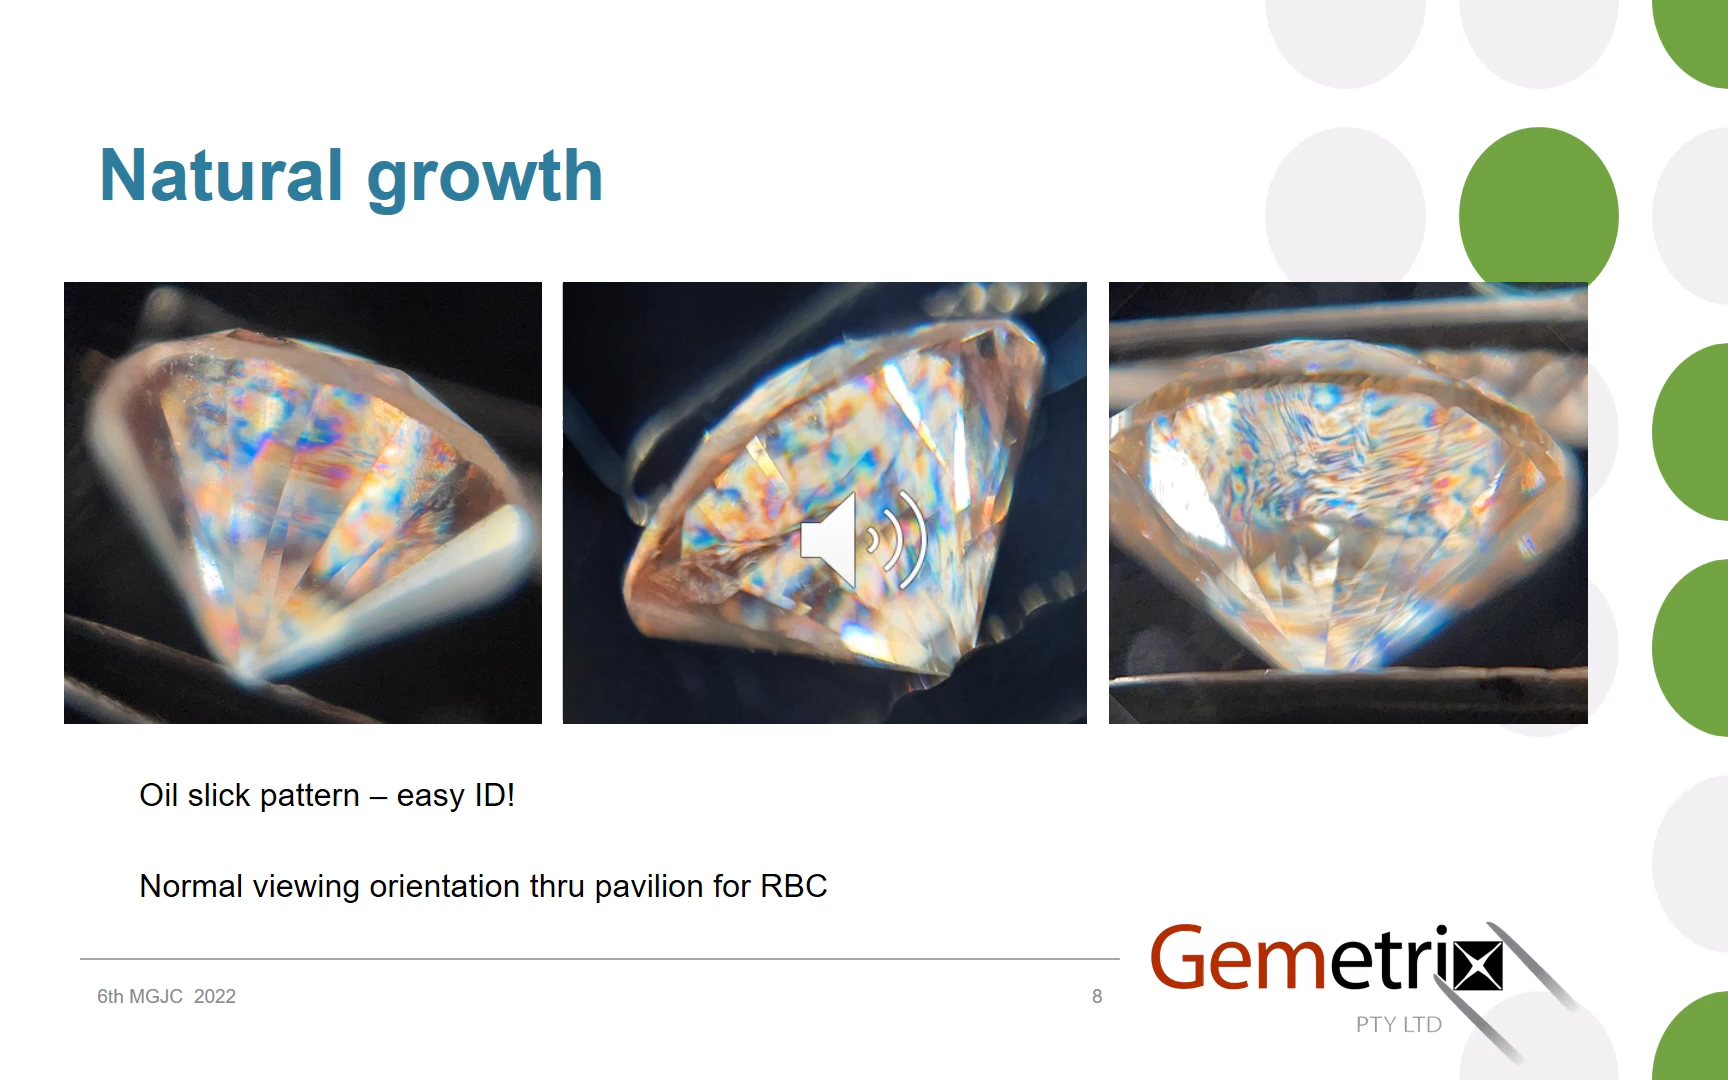 Natural growth
Oil slick pattern – easy ID!
Normal viewing orientation thru pavilion for RBC
6th MGJC  2022
8
Gemetrix
PTY LTD